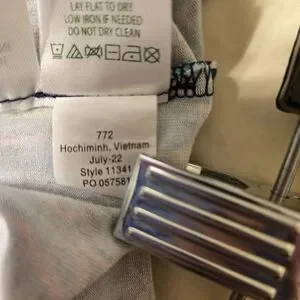 LAY FLAT TO DRY
LOW IRON IF NEEDED
DO NOT DRY CLEAN
772
Hochiminh, Vietnam
July-22
Style 11341
PO.057581